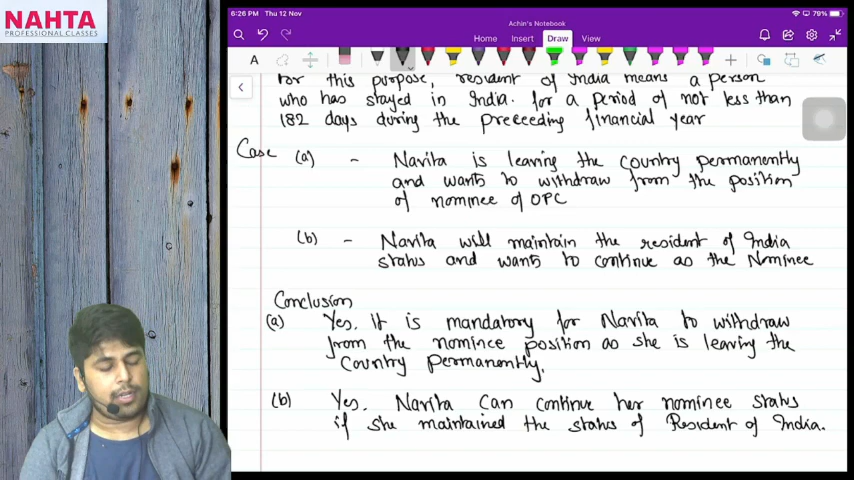 NAHTA
PROFESSIONAL CLASSES
6:26 PM Thu 12 Nov
79%
Achin's Notebook
Home Insert Draw View
A
For this purpose, resident of India means a person
who has stayed in India. for a period of not less than
182 days during the preceeding financial year
Case (a) - Navita is leaving the country permanently
and wants to withdraw from the position
of nominee of OPC
(b) - Navita will maintain the resident of India
status and wants to continue as the Nominee
Conclusion
(a) Yes. It is mandatory for Navita to withdraw
from the nominee position as she is leaving the
Country permanently.
(b) Yes. Navita can continue her nominee status
if she maintained the status of Resident of India.